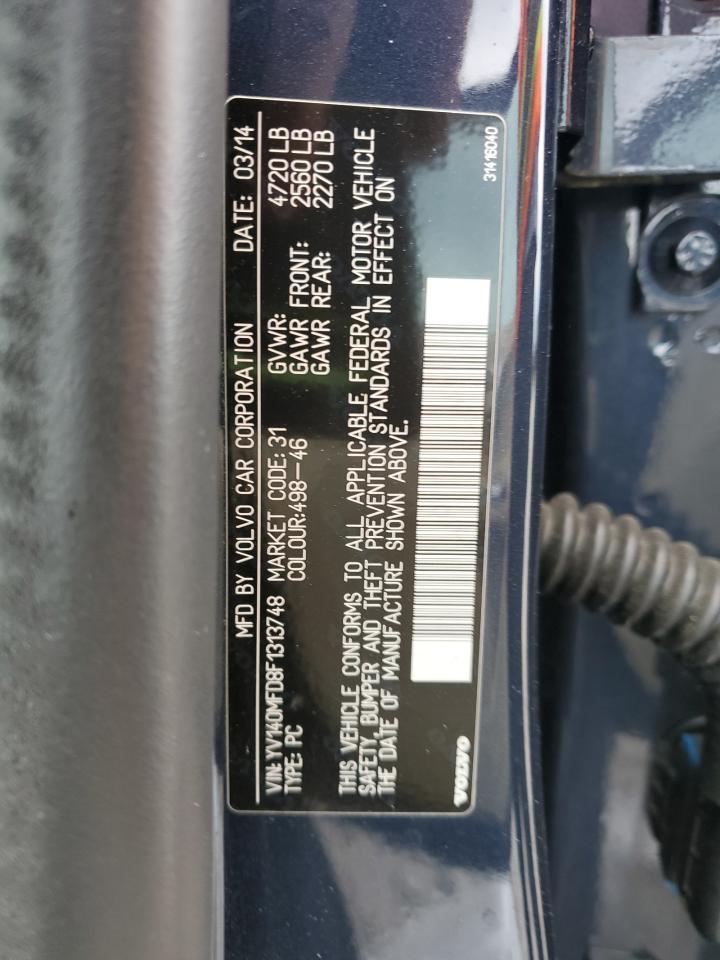 MFD BY VOLVO CAR CORPORATION DATE: 03/14
VIN: YV140MFD8F1313748 MARKET CODE: 31 GVWR: 4720 LB
TYPE: PC COLOUR:498-46 GAWR FRONT: 2560 LB
GAWR REAR: 2270 LB
THIS VEHICLE CONFORMS TO ALL APPLICABLE FEDERAL MOTOR VEHICLE
SAFETY, BUMPER AND THEFT PREVENTION STANDARDS IN EFFECT ON
THE DATE OF MANUFACTURE SHOWN ABOVE.
VOLVO
31416040